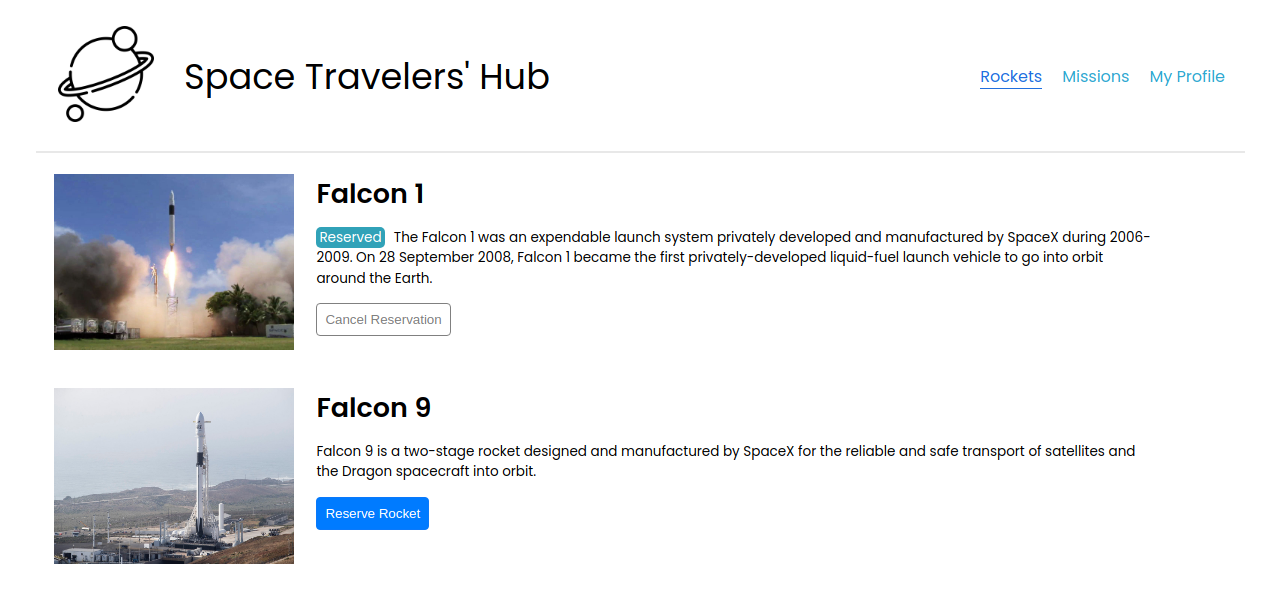 Space Travelers' Hub
Rockets Missions My Profile
Falcon 1
Reserved The Falcon 1 was an expendable launch system privately developed and manufactured by SpaceX during 2006-
2009. On 28 September 2008, Falcon 1 became the first privately-developed liquid-fuel launch vehicle to go into orbit
around the Earth.
Cancel Reservation
Falcon 9
Falcon 9 is a two-stage rocket designed and manufactured by SpaceX for the reliable and safe transport of satellites and
the Dragon spacecraft into orbit.
Reserve Rocket